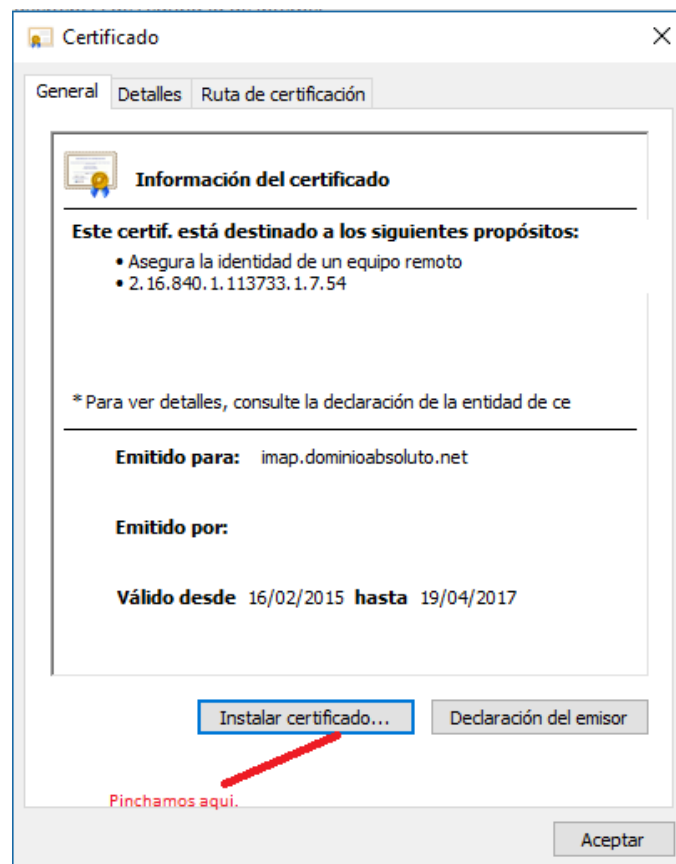 Certificado
General Detalles Ruta de certificación
Información del certificado
Este certif. está destinado a los siguientes propósitos:
• Asegura la identidad de un equipo remoto
• 2.16.840.1.113733.1.7.54
* Para ver detalles, consulte la declaración de la entidad de ce
Emitido para: imap.dominioabsoluto.net
Emitido por:
Válido desde 16/02/2015 hasta 19/04/2017
Instalar certificado... Declaración del emisor
Pinchamos aqui.
Aceptar